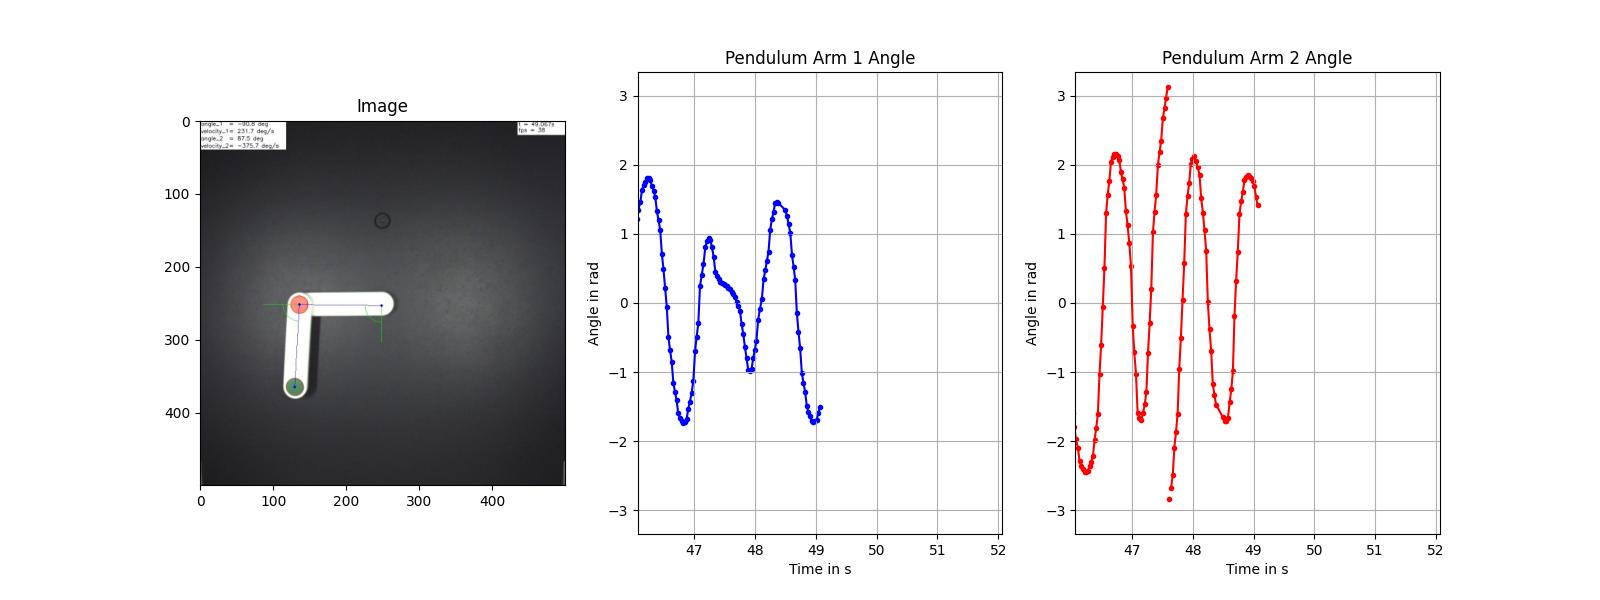 Image
angle_1 = -90.8 deg
velocity_1= 231.7 deg/s
angle_2 = 87.5 deg
velocity_2= -375.7 deg/s
t = 49.067s
fps = 38
0
100
200
300
400
0 100 200 300 400
Pendulum Arm 1 Angle
Angle in rad
3
2
1
0
−1
−2
−3
47 48 49 50 51 52
Time in s
Pendulum Arm 2 Angle
Angle in rad
3
2
1
0
−1
−2
−3
47 48 49 50 51 52
Time in s